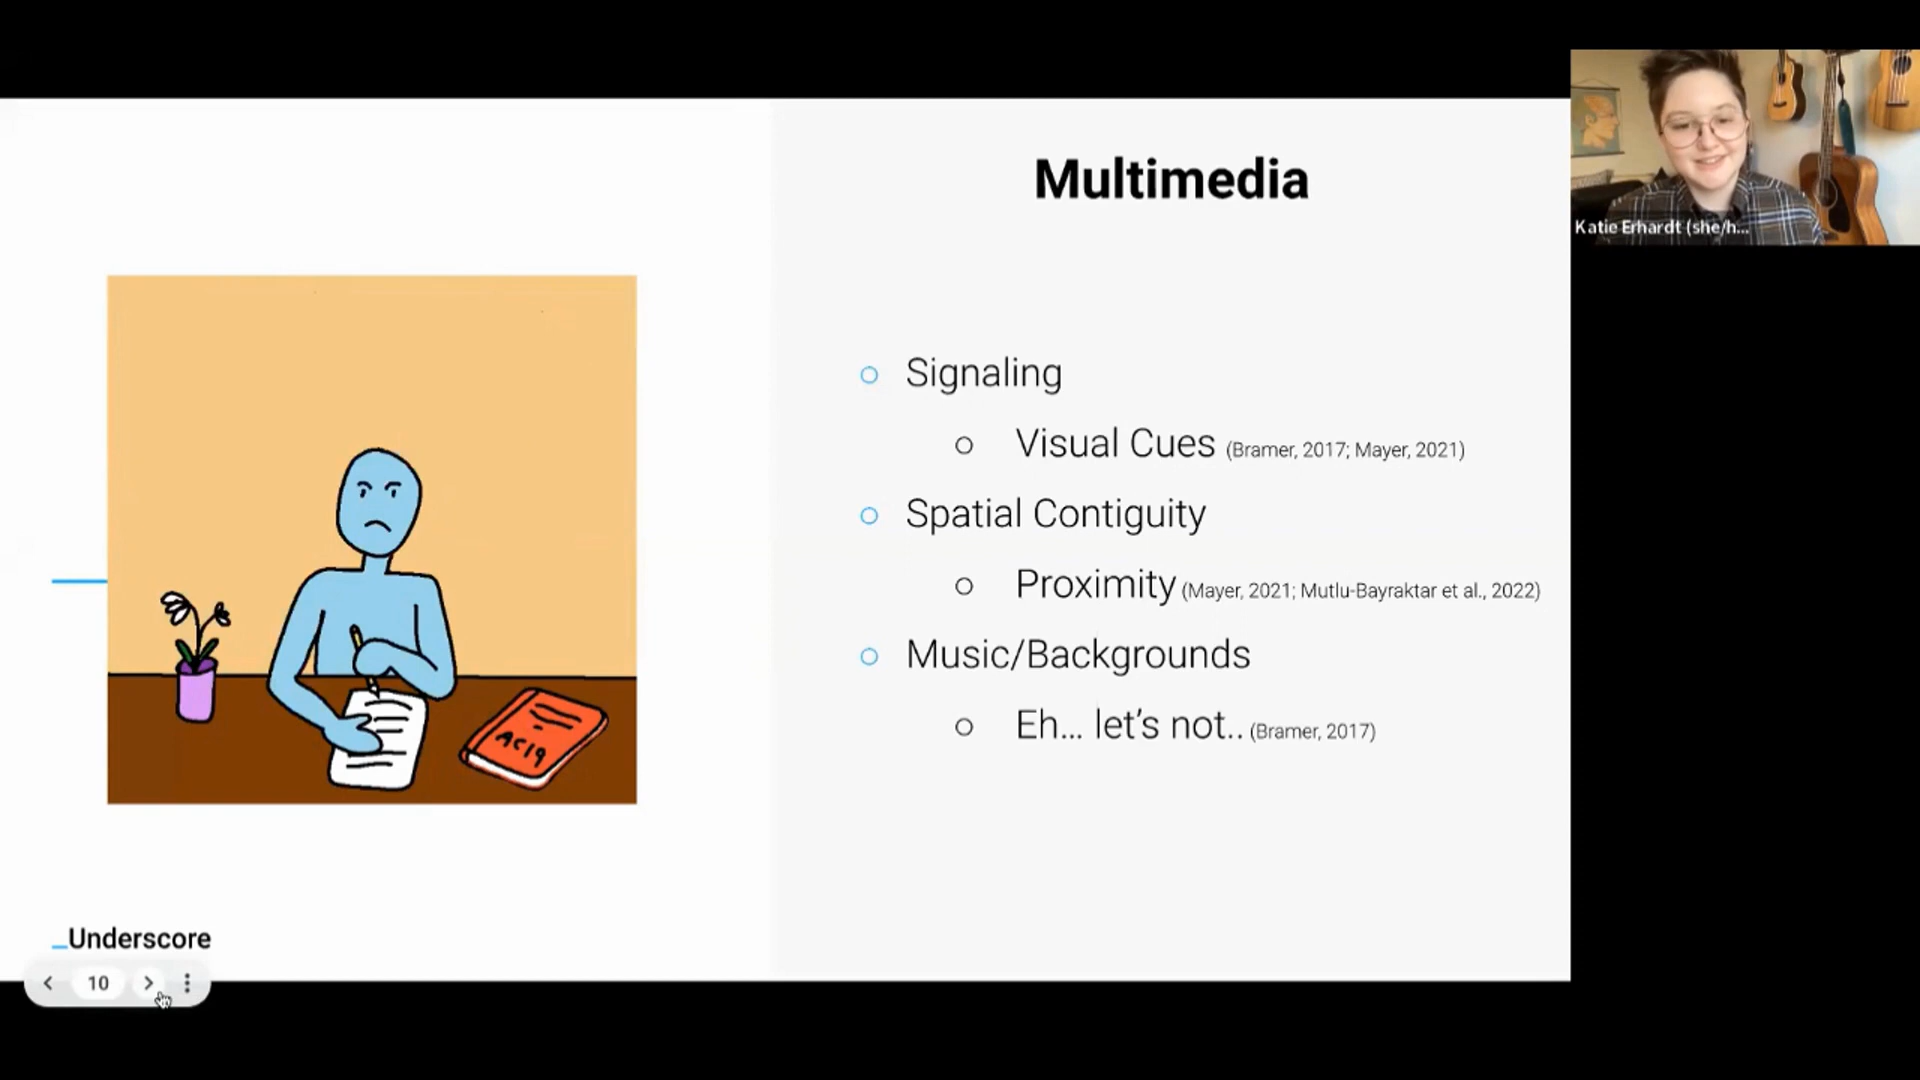 Multimedia
Signaling
Visual Cues (Bramer, 2017; Mayer, 2021)
Spatial Contiguity
Proximity (Mayer, 2021; Mutlu-Bayraktar et al., 2022)
Music/Backgrounds
Eh... let's not.. (Bramer, 2017)
AC19
_Underscore
10
Katie Erhardt (she/h...